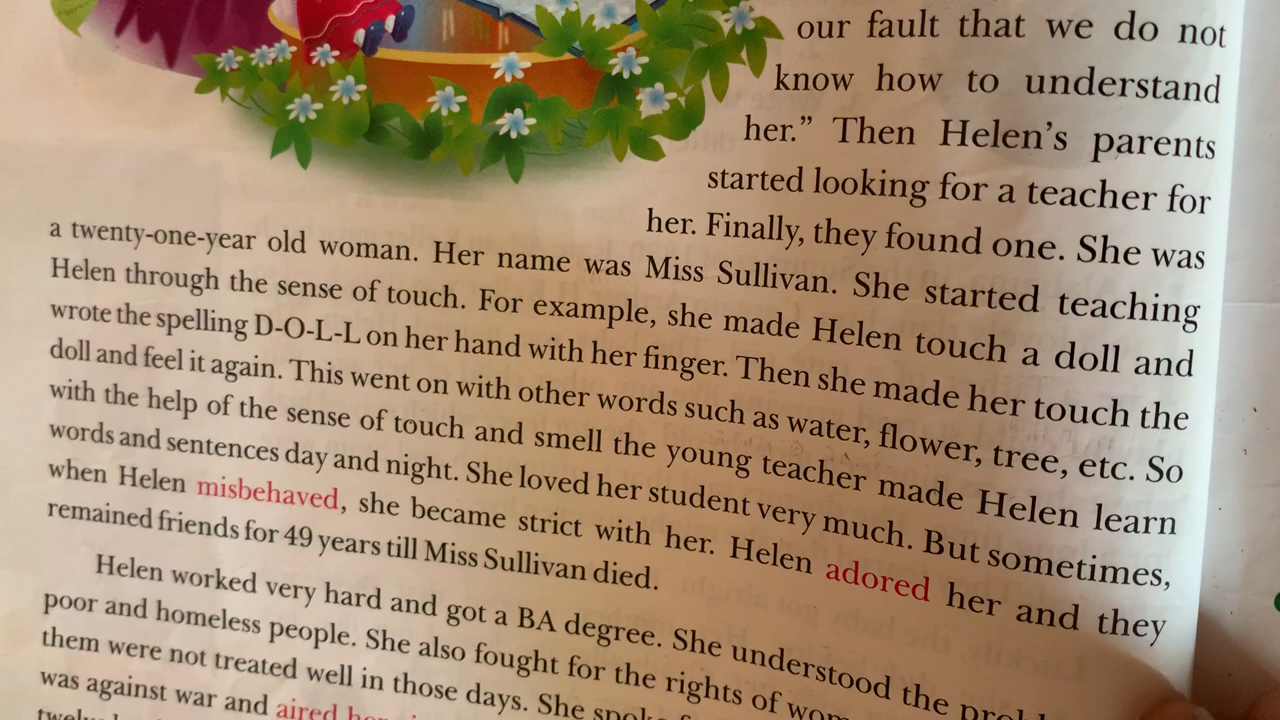 our fault that we do not
know how to understand
her.” Then Helen’s parents
started looking for a teacher for
her. Finally, they found one. She was
a twenty-one-year old woman. Her name was Miss Sullivan. She started teaching
Helen through the sense of touch. For example, she made Helen touch a doll and
wrote the spelling D-O-L-L on her hand with her finger. Then she made her touch the
doll and feel it again. This went on with other words such as water, flower, tree, etc. So
with the help of the sense of touch and smell the young teacher made Helen learn
words and sentences day and night. She loved her student very much. But sometimes,
when Helen misbehaved, she became strict with her. Helen adored her and they
remained friends for 49 years till Miss Sullivan died.
Helen worked very hard and got a BA degree. She understood the
poor and homeless people. She also fought for the rights of
them were not treated well in those days. She
was against war and aired